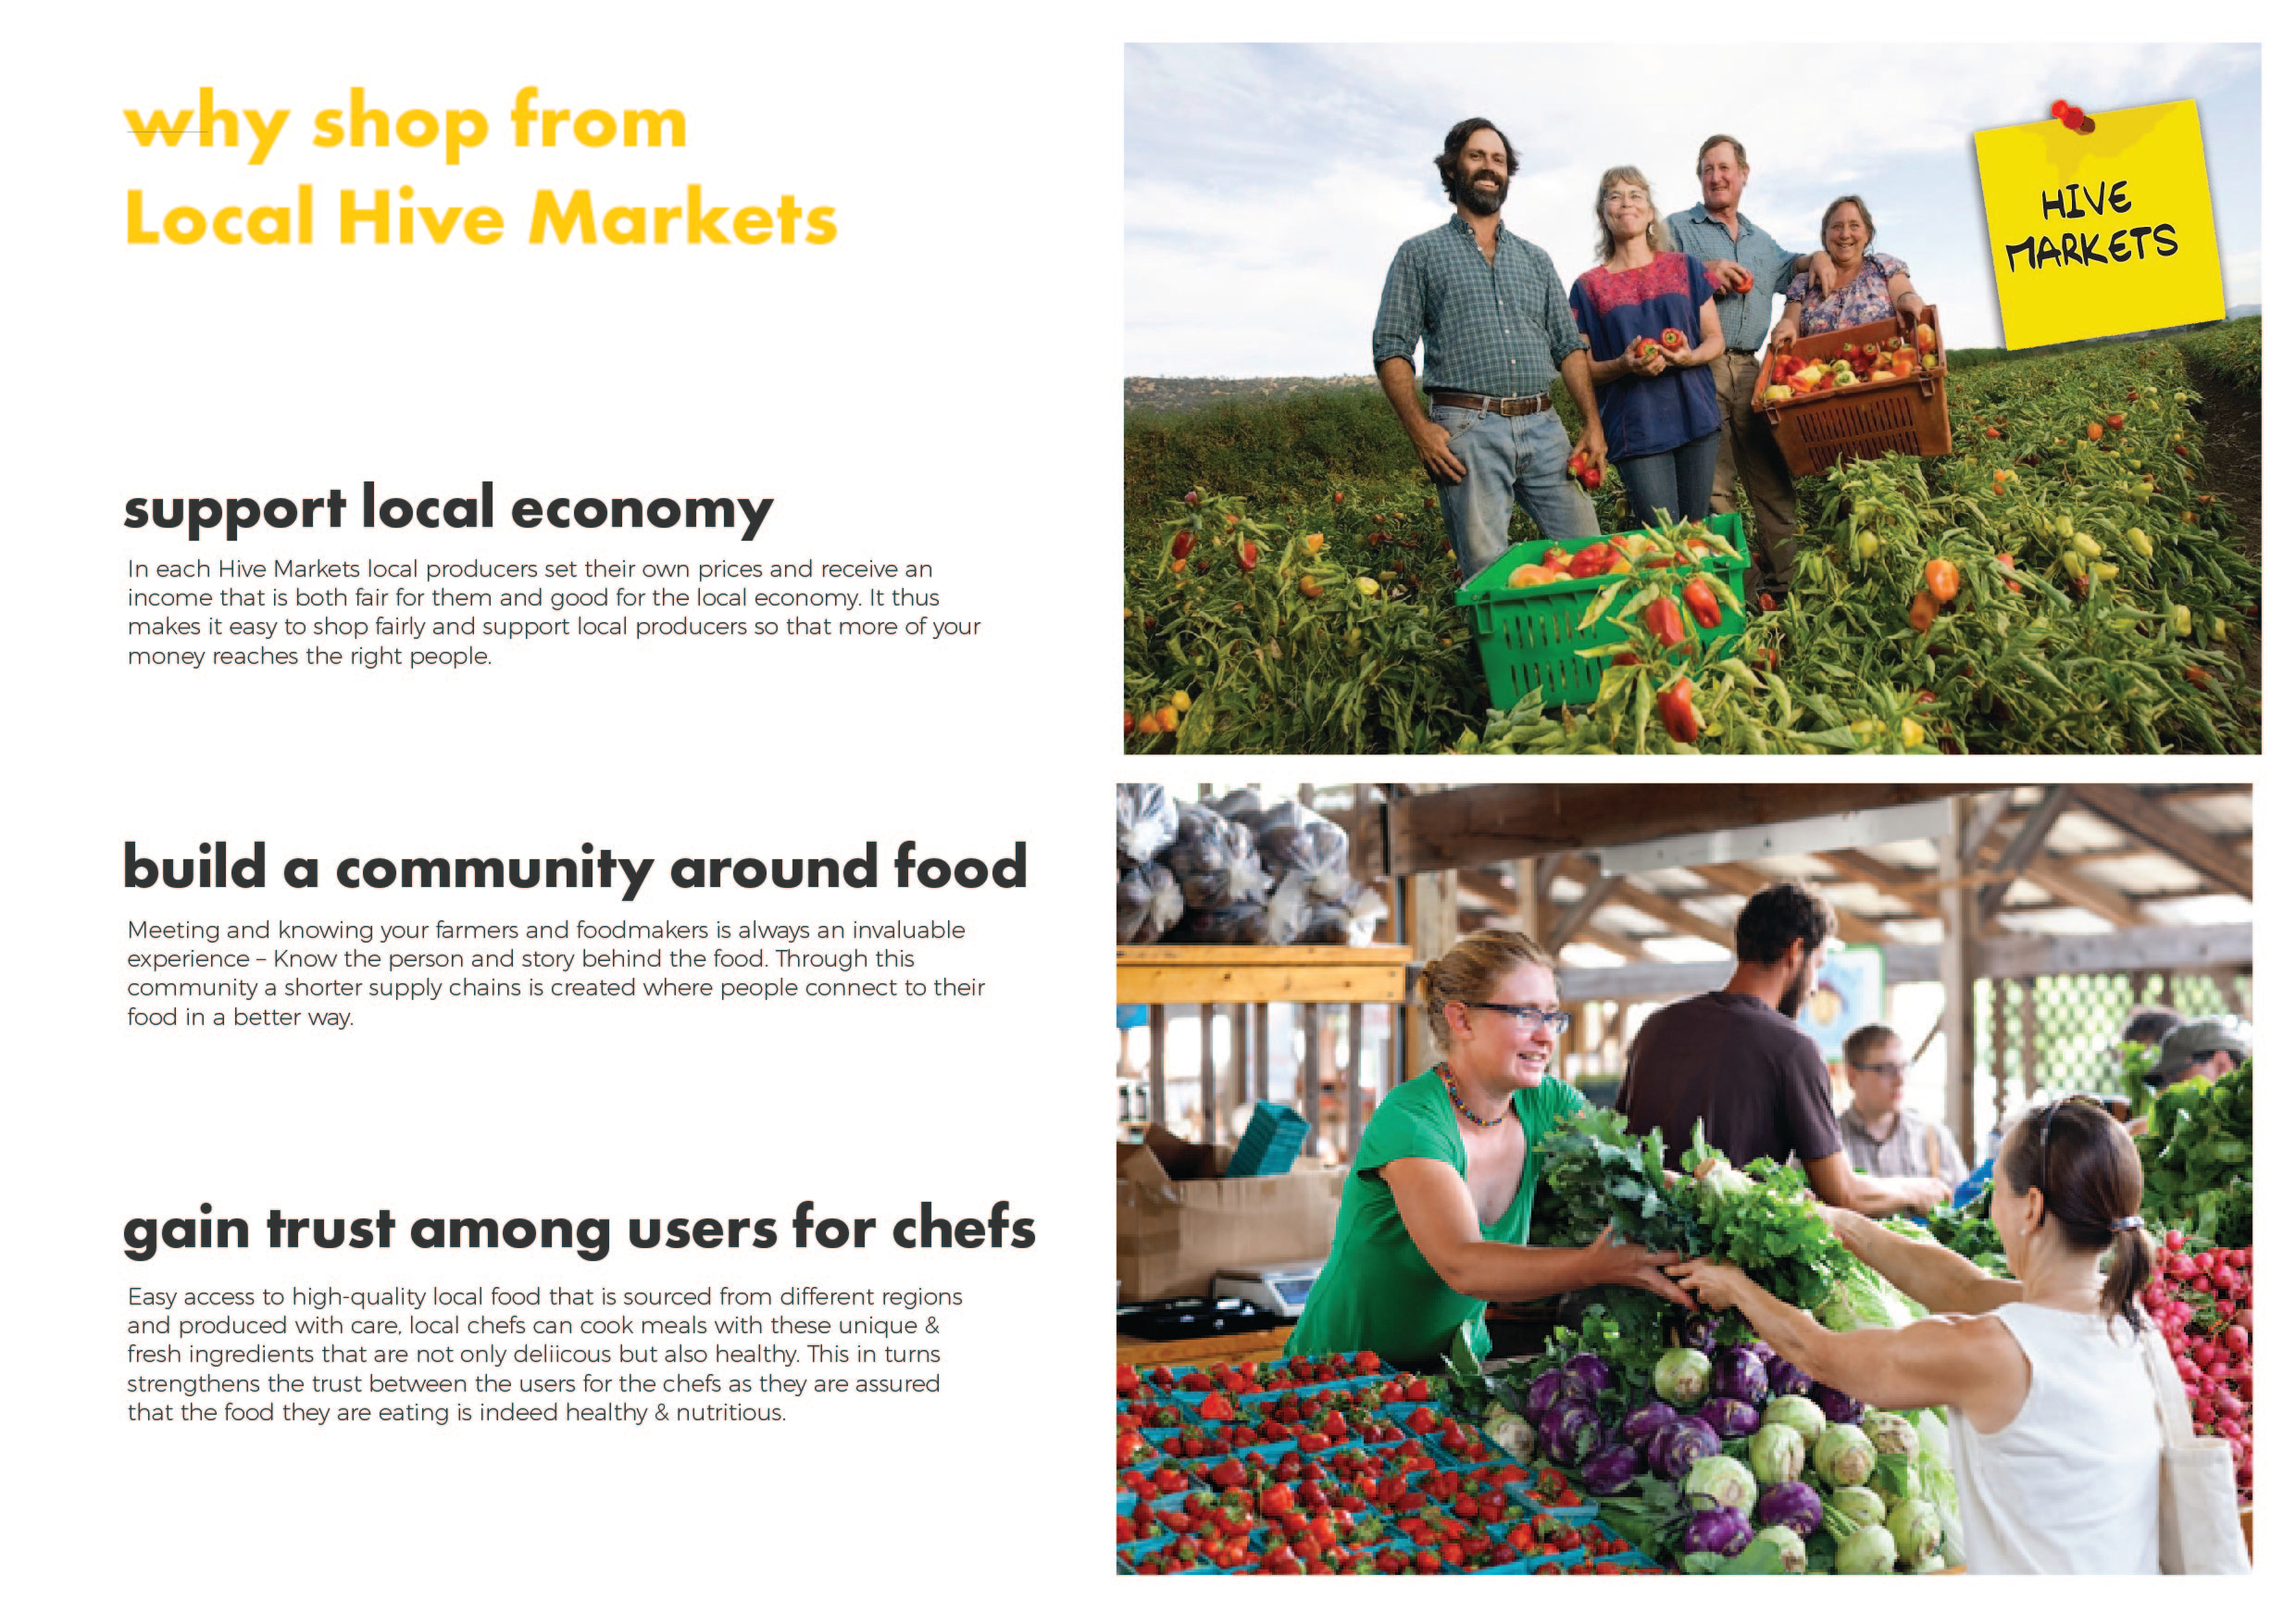 why shop from
Local Hive Markets
support local economy
In each Hive Markets local producers set their own prices and receive an
income that is both fair for them and good for the local economy. It thus
makes it easy to shop fairly and support local producers so that more of your
money reaches the right people.
build a community around food
Meeting and knowing your farmers and foodmakers is always an invaluable
experience – Know the person and story behind the food. Through this
community a shorter supply chains is created where people connect to their
food in a better way.
gain trust among users for chefs
Easy access to high-quality local food that is sourced from different regions
and produced with care, local chefs can cook meals with these unique &
fresh ingredients that are not only deliicous but also healthy. This in turns
strengthens the trust between the users for the chefs as they are assured
that the food they are eating is indeed healthy & nutritious.
HIVE
MARKETS